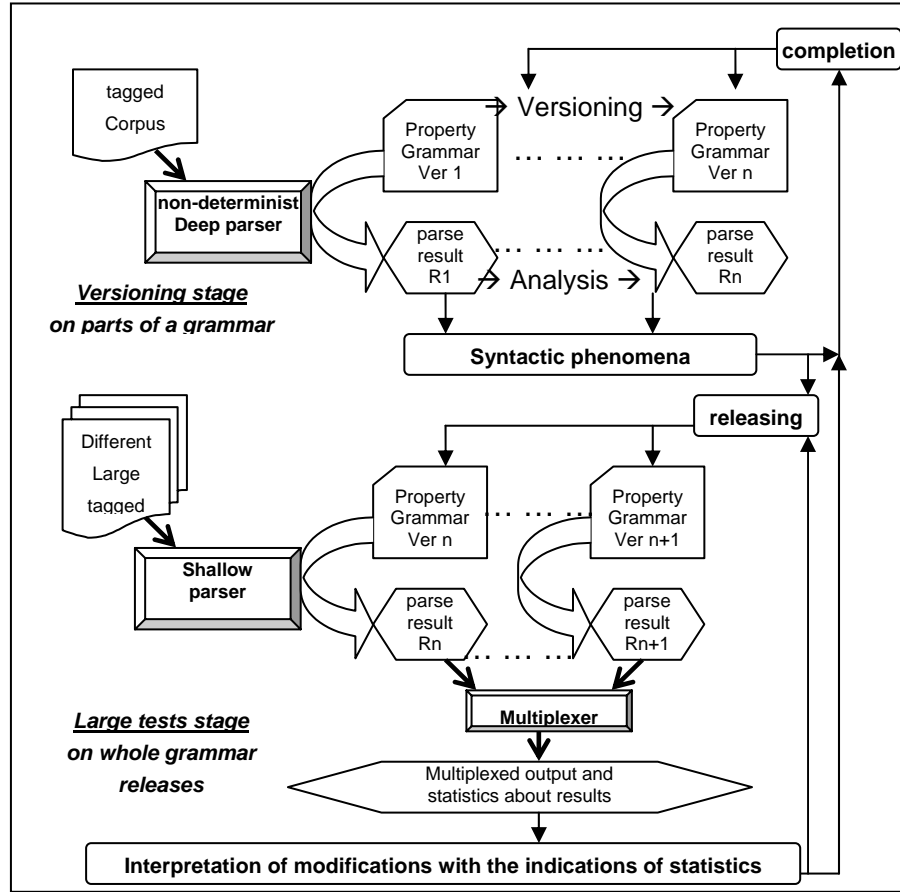 completion
tagged
Corpus
→ Versioning →
Property
Grammar
Ver 1
... ... ...
Property
Grammar
Ver n
non-determinist
Deep parser
parse
result
R1
... ... ...
parse
result
Rn
→ Analysis →
Versioning stage
on parts of a grammar
Syntactic phenomena
releasing
Different
Large
tagged
Property
Grammar
Ver n
... ... ...
Property
Grammar
Ver n+1
Shallow
parser
parse
result
Rn
... ... ...
parse
result
Rn+1
Multiplexer
Large tests stage
on whole grammar
releases
Multiplexed output and
statistics about results
Interpretation of modifications with the indications of statistics